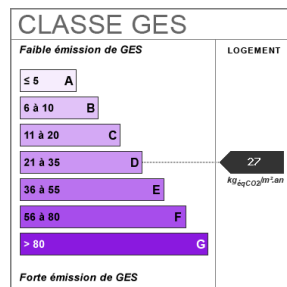 CLASSE GES
Faible émission de GES
LOGEMENT
≤ 5 A
6 à 10 B
11 à 20 C
21 à 35 D
27
kgéqCO2/m².an
36 à 55 E
56 à 80 F
> 80 G
Forte émission de GES